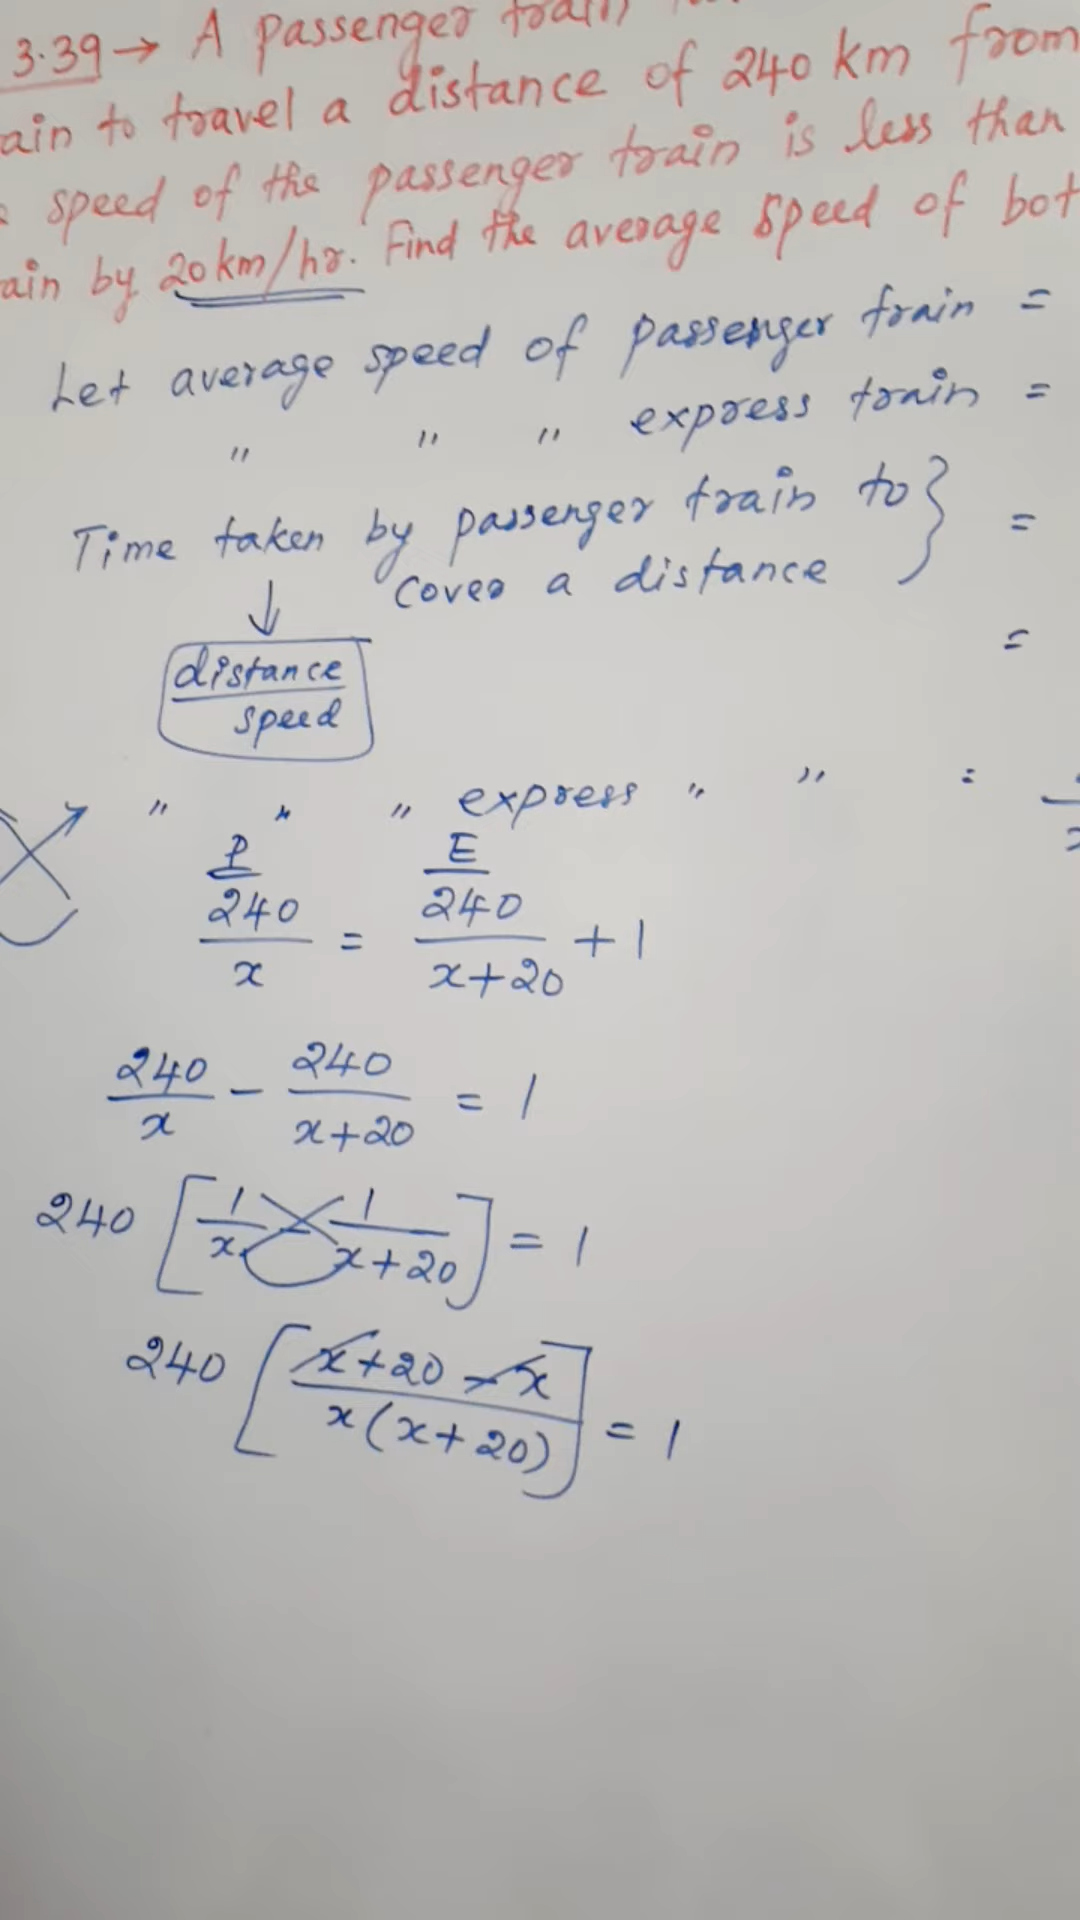 3.39 → A passenger train
ain to travel a distance of 240 km from
speed of the passenger train is less than
ain by 20 km/hr. Find the average speed of bot
Let average speed of passenger train =
" " " express train =
Time taken by passenger train to } =
cover a distance
↓
distance/speed =
" " " express " " =
P E
240/x = 240/(x+20) + 1
240/x - 240/(x+20) = 1
240 [1/x - 1/(x+20)] = 1
240 [(x+20-x)/(x(x+20))] = 1